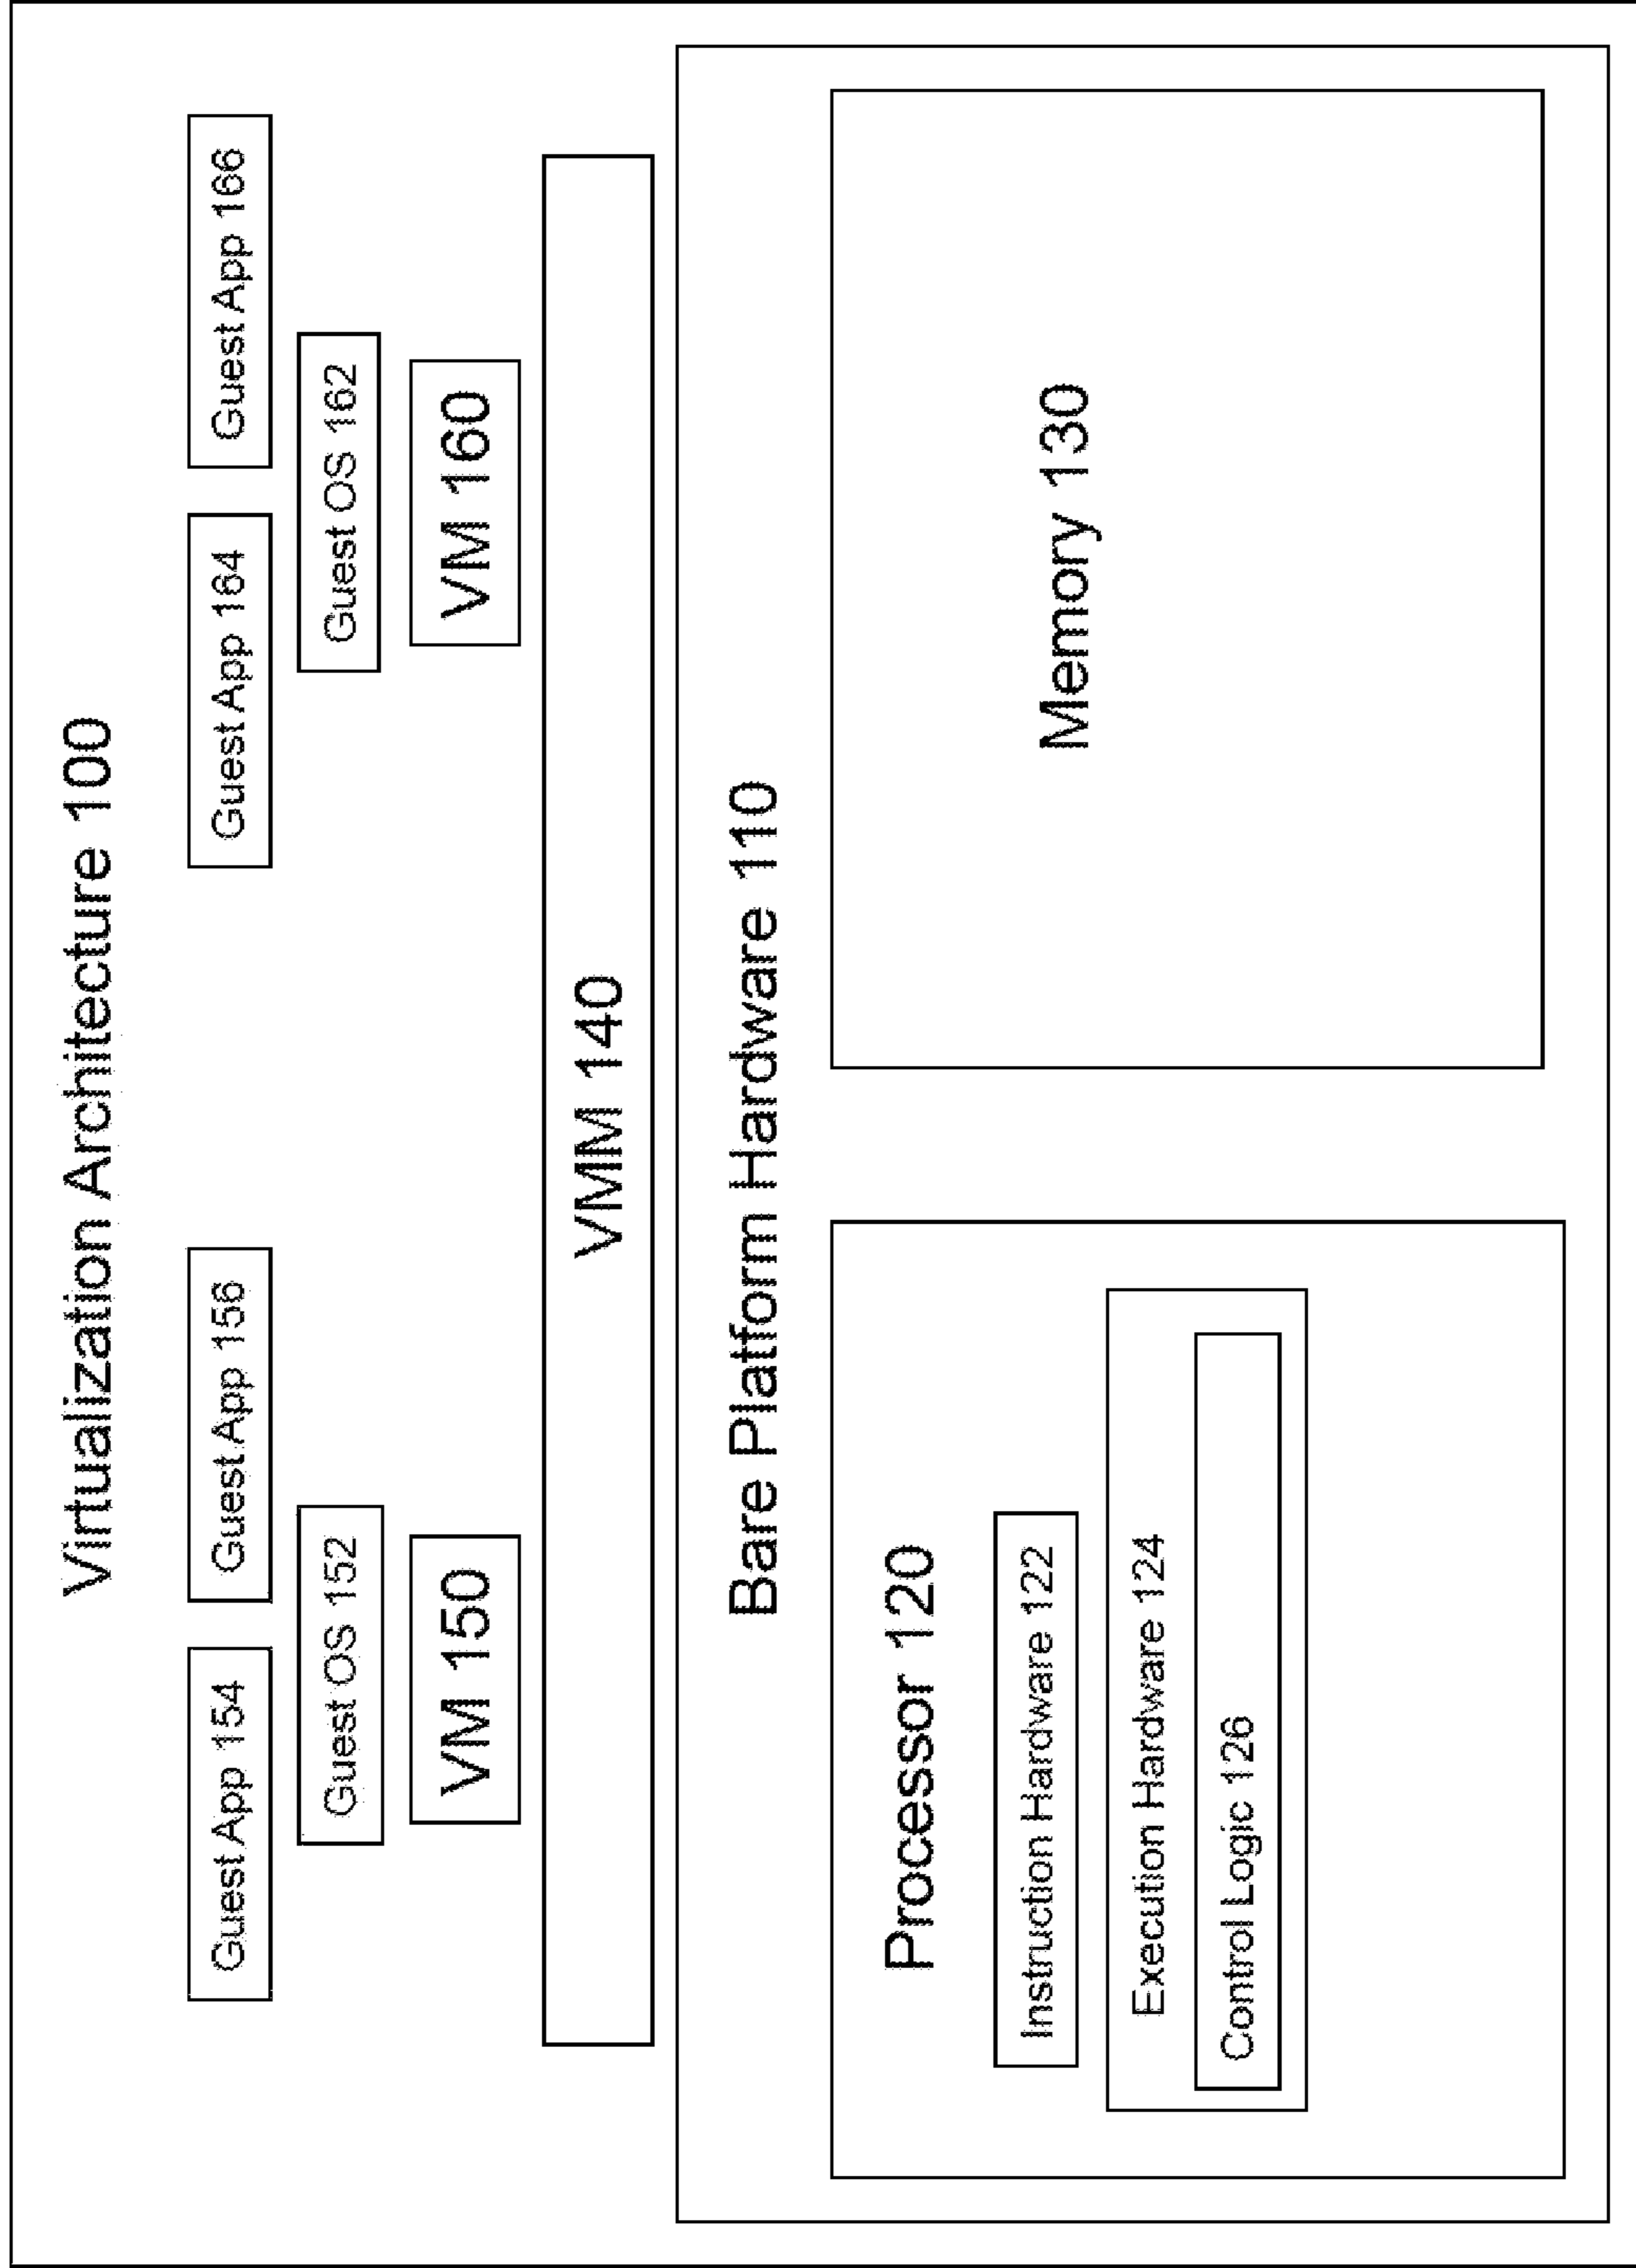 Virtualization Architecture 100
Guest App 154
Guest App 156
Guest App 164
Guest App 166
Guest OS 152
Guest OS 162
VM 150
VM 160
VMM 140
Bare Platform Hardware 110
Processor 120
Instruction Hardware 122
Execution Hardware 124
Control Logic 126
Memory 130